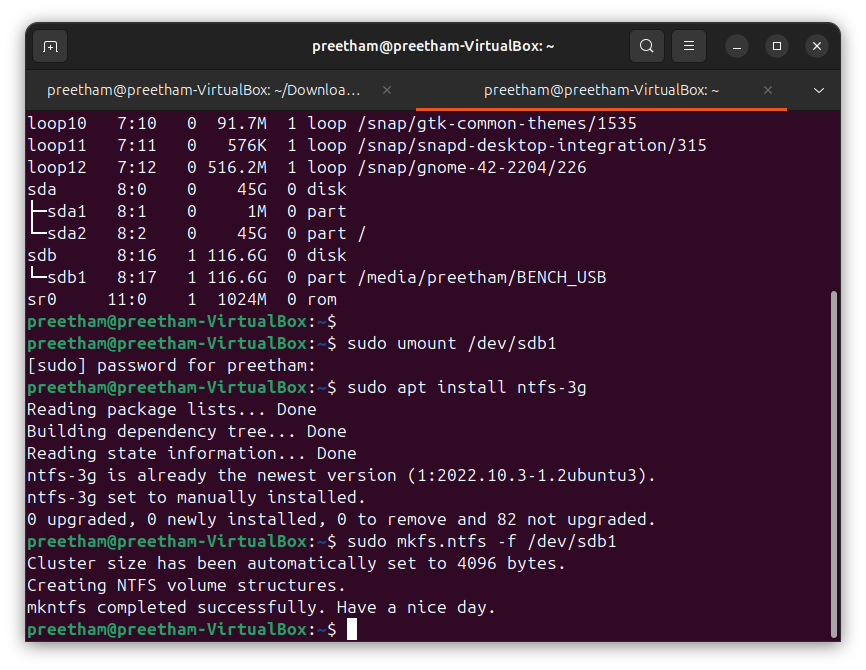 preetham@preetham-VirtualBox: ~
preetham@preetham-VirtualBox: ~/Downloa...
preetham@preetham-VirtualBox: ~
loop10   7:10   0  91.7M  1 loop /snap/gtk-common-themes/1535
loop11   7:11   0   576K  1 loop /snap/snapd-desktop-integration/315
loop12   7:12   0 516.2M  1 loop /snap/gnome-42-2204/226
sda      8:0    0    45G  0 disk
├─sda1   8:1    0     1M  0 part
└─sda2   8:2    0    45G  0 part /
sdb      8:16   1 116.6G  0 disk
└─sdb1   8:17   1 116.6G  0 part /media/preetham/BENCH_USB
sr0     11:0    1  1024M  0 rom
preetham@preetham-VirtualBox:~$
preetham@preetham-VirtualBox:~$ sudo umount /dev/sdb1
[sudo] password for preetham:
preetham@preetham-VirtualBox:~$ sudo apt install ntfs-3g
Reading package lists... Done
Building dependency tree... Done
Reading state information... Done
ntfs-3g is already the newest version (1:2022.10.3-1.2ubuntu3).
ntfs-3g set to manually installed.
0 upgraded, 0 newly installed, 0 to remove and 82 not upgraded.
preetham@preetham-VirtualBox:~$ sudo mkfs.ntfs -f /dev/sdb1
Cluster size has been automatically set to 4096 bytes.
Creating NTFS volume structures.
mkntfs completed successfully. Have a nice day.
preetham@preetham-VirtualBox:~$